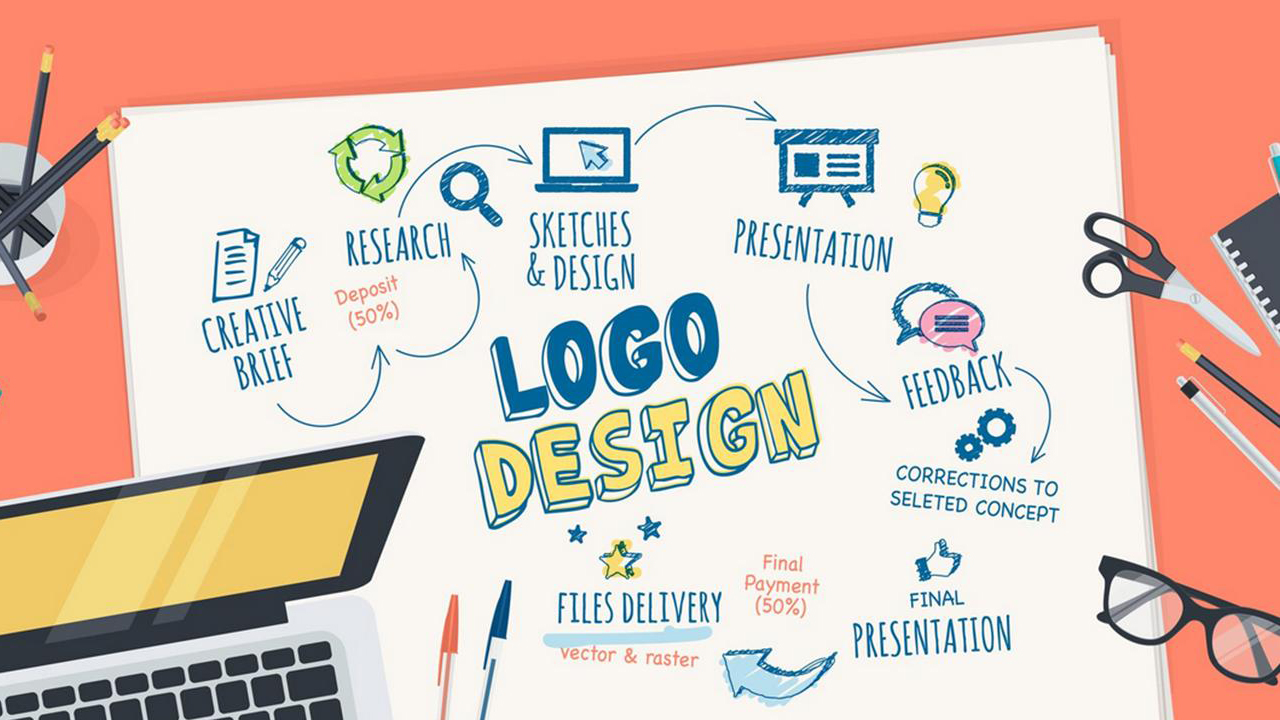 CREATIVE
BRIEF
Deposit
(50%)
RESEARCH
SKETCHES
& DESIGN
PRESENTATION
FEEDBACK
CORRECTIONS TO
SELETED CONCEPT
LOGO
DESIGN
FINAL
PRESENTATION
Final
Payment
(50%)
FILES DELIVERY
vector & raster